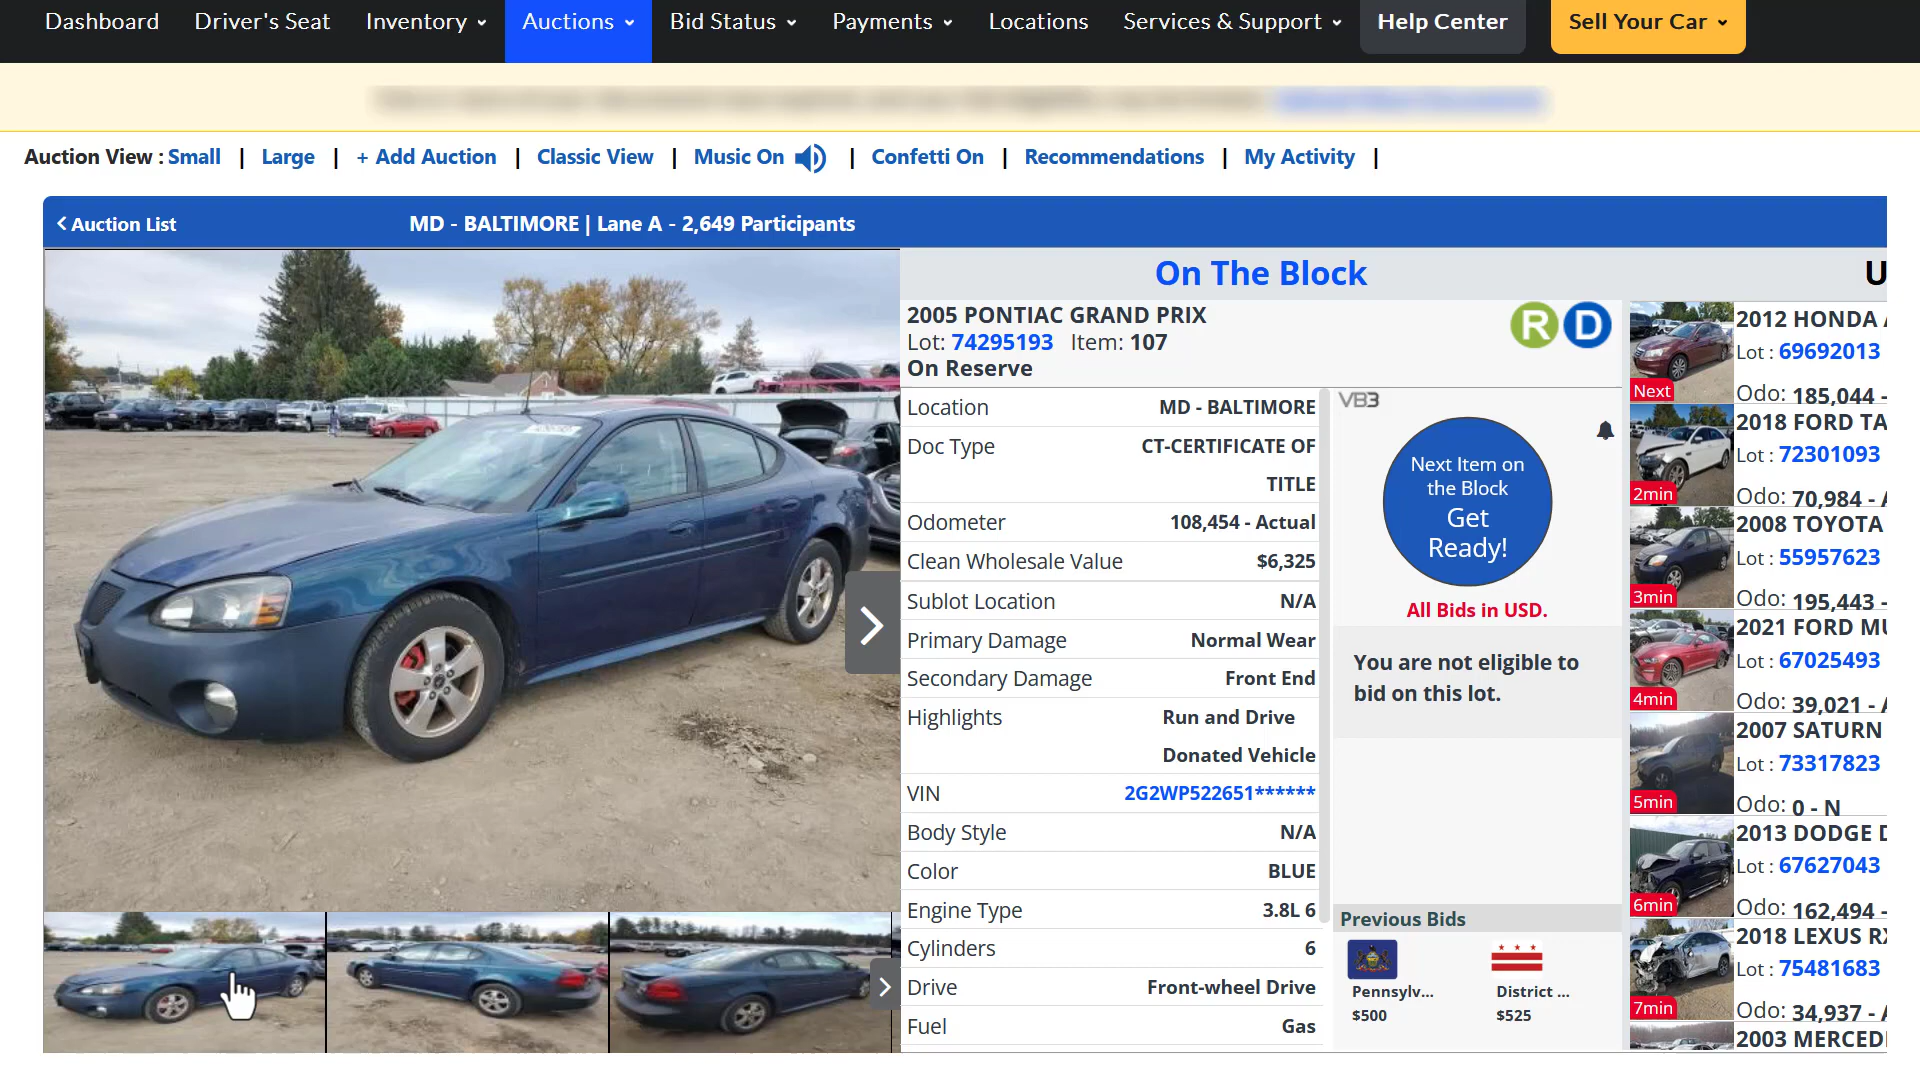 Dashboard Driver's Seat Inventory Auctions Bid Status Payments Locations Services & Support Help Center Sell Your Car
Auction View : Small | Large | + Add Auction | Classic View | Music On | Confetti On | Recommendations | My Activity |
Auction List
MD - BALTIMORE | Lane A - 2,649 Participants
On The Block
2005 PONTIAC GRAND PRIX
Lot: 74295193 Item: 107
On Reserve
R D
Location MD - BALTIMORE
Doc Type CT-CERTIFICATE OF
TITLE
Odometer 108,454 - Actual
Clean Wholesale Value $6,325
Sublot Location N/A
Primary Damage Normal Wear
Secondary Damage Front End
Highlights Run and Drive
Donated Vehicle
VIN 2G2WP522651******
Body Style N/A
Color BLUE
Engine Type 3.8L 6
Cylinders 6
Drive Front-wheel Drive
Fuel Gas
VB3
Next Item on
the Block
Get
Ready!
All Bids in USD.
You are not eligible to
bid on this lot.
Previous Bids
Pennsylv... District ...
$500 $525
U
2012 HONDA
Lot : 69692013
Odo: 185,044 -
Next
2018 FORD TA
Lot : 72301093
Odo: 70,984 - A
2min
2008 TOYOTA
Lot : 55957623
Odo: 195,443 -
3min
2021 FORD MU
Lot : 67025493
Odo: 39,021 - A
4min
2007 SATURN
Lot : 73317823
Odo: 0 - N
5min
2013 DODGE D
Lot : 67627043
Odo: 162,494 -
6min
2018 LEXUS RX
Lot : 75481683
Odo: 34,937 - A
7min
2003 MERCED